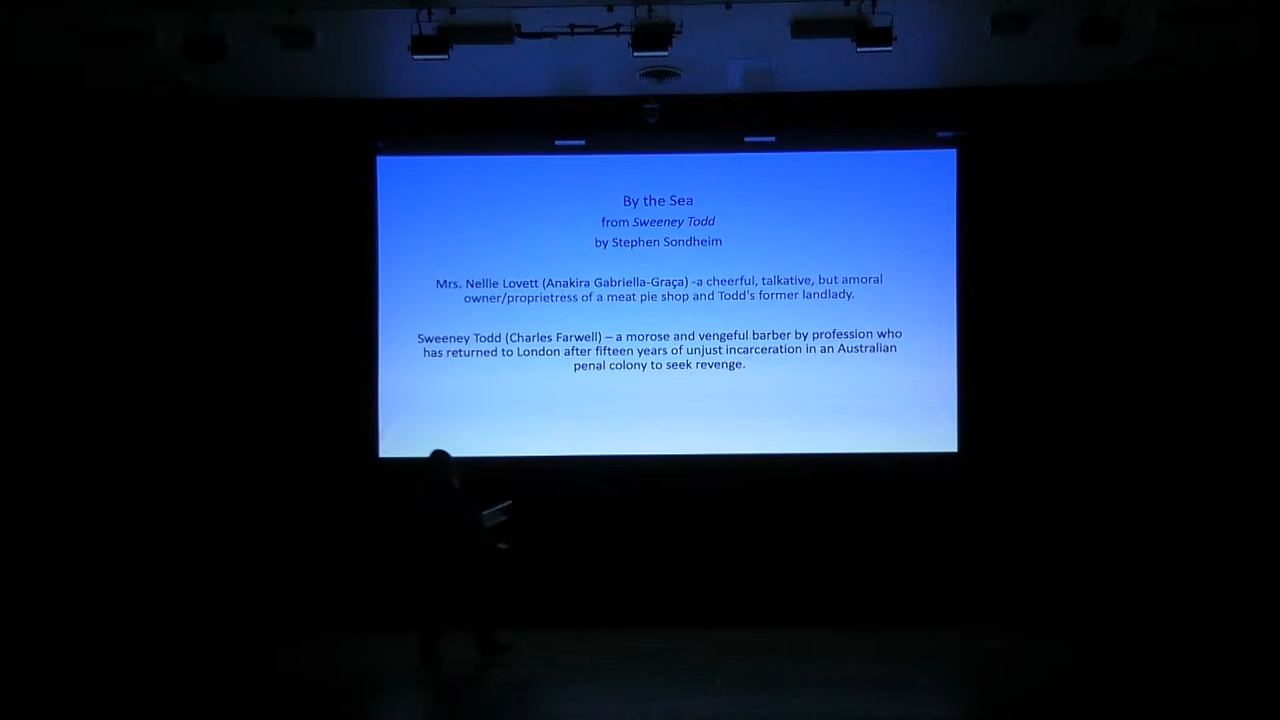 By the Sea
from Sweeney Todd
by Stephen Sondheim
Mrs. Nellie Lovett (Anakira Gabriella-Graça) -a cheerful, talkative, but amoral
owner/proprietress of a meat pie shop and Todd's former landlady.
Sweeney Todd (Charles Farwell) – a morose and vengeful barber by profession who
has returned to London after fifteen years of unjust incarceration in an Australian
penal colony to seek revenge.